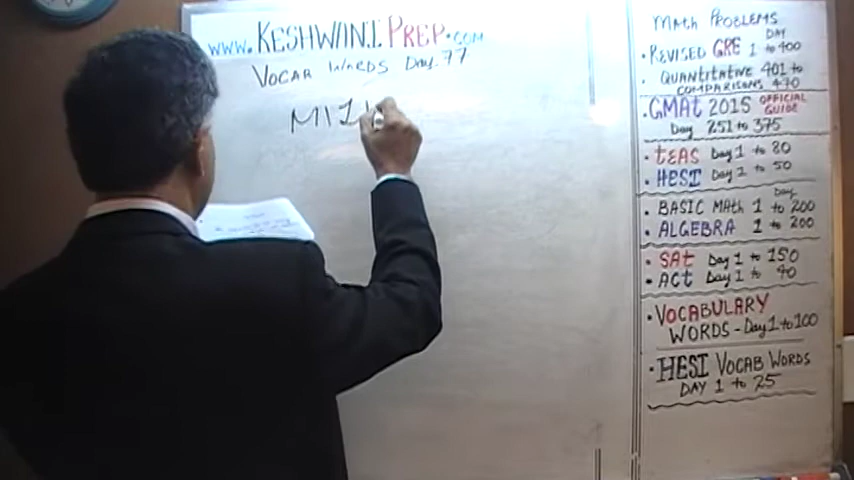 www.KESHWANIPREP.com
VOCAB WORDS DAY 77
MATH PROBLEMS
DAY
• REVISED GRE 1 to 400
• QUANTITATIVE 401 to
COMPARISONS 430
• GMAT 2015 OFFICIAL
GUIDE
Day 251 to 375
• TEAS Day 1 to 80
• HESI Day 1 to 50
DAY
• BASIC MATH 1 to 200
• ALGEBRA 1 to 200
• SAT Day 1 to 150
• ACT Day 1 to 40
• VOCABULARY
WORDS - Day 1 to 100
• HESI VOCAB WORDS
DAY 1 to 25